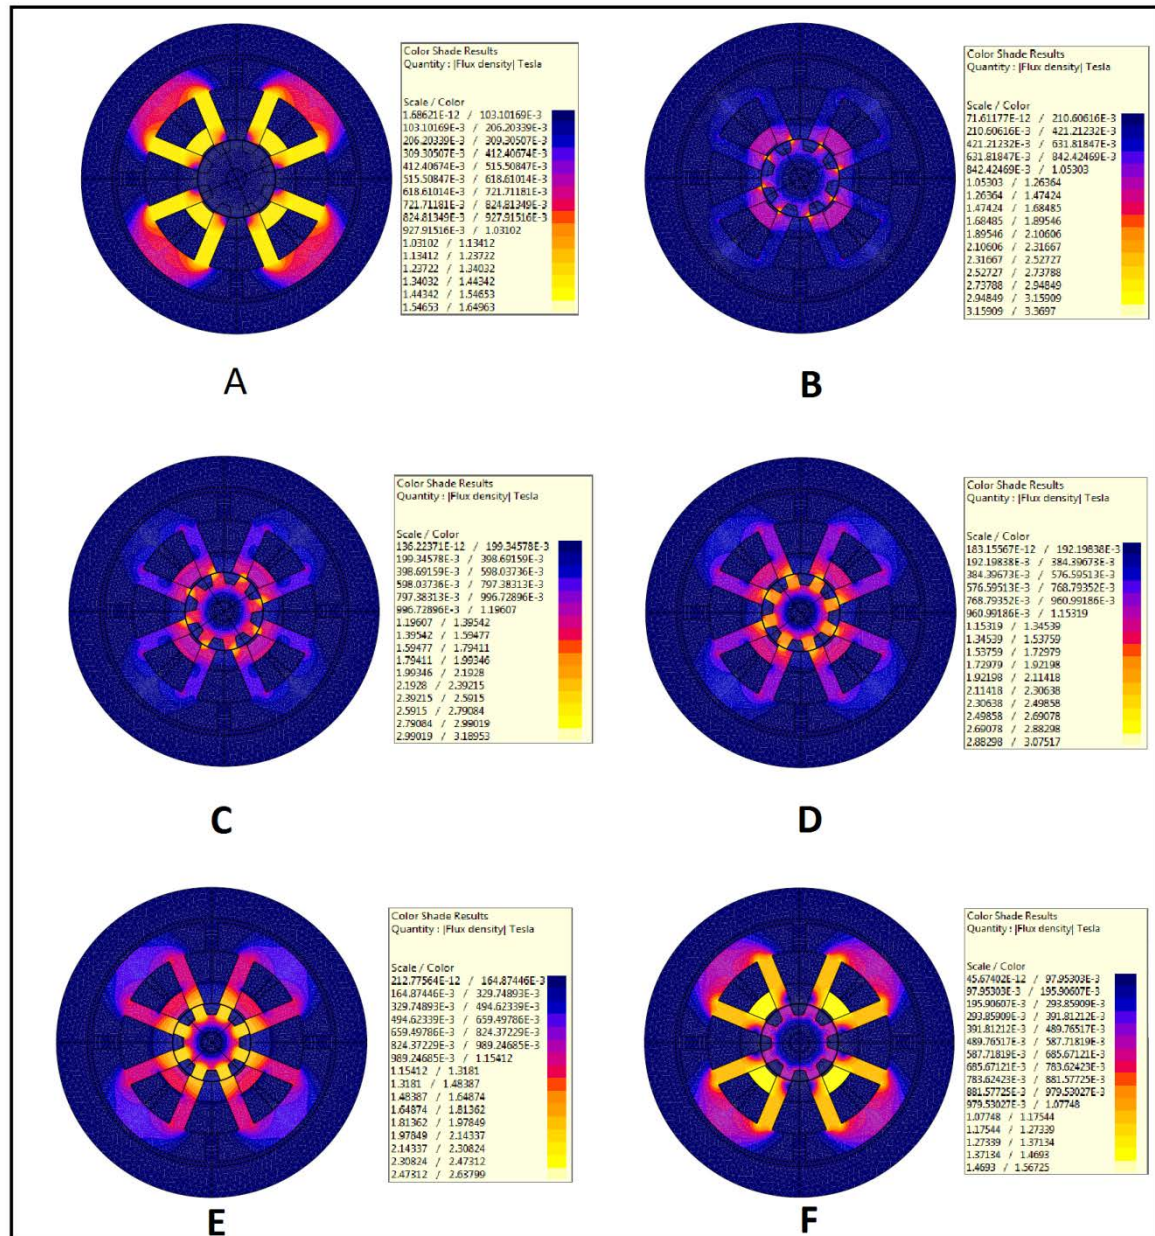 Color Shade Results
Quantity : |Flux density| Tesla
Scale / Color
1.68621E-12 / 103.10169E-3
103.10169E-3 / 206.20339E-3
206.20339E-3 / 309.30507E-3
309.30507E-3 / 412.40674E-3
412.40674E-3 / 515.50847E-3
515.50847E-3 / 618.61014E-3
618.61014E-3 / 721.71181E-3
721.71181E-3 / 824.81349E-3
824.81349E-3 / 927.91516E-3
927.91516E-3 / 1.03102
1.03102 / 1.13412
1.13412 / 1.23722
1.23722 / 1.34032
1.34032 / 1.44342
1.44342 / 1.54653
1.54653 / 1.64963
A
Color Shade Results
Quantity : |Flux density| Tesla
Scale / Color
71.61177E-12 / 210.60616E-3
210.60616E-3 / 421.21232E-3
421.21232E-3 / 631.81847E-3
631.81847E-3 / 842.42469E-3
842.42469E-3 / 1.05303
1.05303 / 1.26364
1.26364 / 1.47424
1.47424 / 1.68485
1.68485 / 1.89546
1.89546 / 2.10606
2.10606 / 2.31667
2.31667 / 2.52727
2.52727 / 2.73788
2.73788 / 2.94849
2.94849 / 3.15909
3.15909 / 3.3697
B
Color Shade Results
Quantity : |Flux density| Tesla
Scale / Color
136.22371E-12 / 199.34578E-3
199.34578E-3 / 398.69159E-3
398.69159E-3 / 598.03736E-3
598.03736E-3 / 797.38313E-3
797.38313E-3 / 996.72896E-3
996.72896E-3 / 1.19607
1.19607 / 1.39542
1.39542 / 1.59477
1.59477 / 1.79411
1.79411 / 1.99346
1.99346 / 2.1928
2.1928 / 2.39215
2.39215 / 2.5915
2.5915 / 2.79084
2.79084 / 2.99019
2.99019 / 3.18953
C
Color Shade Results
Quantity : |Flux density| Tesla
Scale / Color
183.15567E-12 / 192.19838E-3
192.19838E-3 / 384.39673E-3
384.39673E-3 / 576.59513E-3
576.59513E-3 / 768.79352E-3
768.79352E-3 / 960.99186E-3
960.99186E-3 / 1.15319
1.15319 / 1.34539
1.34539 / 1.53759
1.53759 / 1.72979
1.72979 / 1.92198
1.92198 / 2.11418
2.11418 / 2.30638
2.30638 / 2.49858
2.49858 / 2.69078
2.69078 / 2.88298
2.88298 / 3.07517
D
Color Shade Results
Quantity : |Flux density| Tesla
Scale / Color
212.77564E-12 / 164.87446E-3
164.87446E-3 / 329.74893E-3
329.74893E-3 / 494.62339E-3
494.62339E-3 / 659.49786E-3
659.49786E-3 / 824.37229E-3
824.37229E-3 / 989.24685E-3
989.24685E-3 / 1.15412
1.15412 / 1.3181
1.3181 / 1.48387
1.48387 / 1.64874
1.64874 / 1.81362
1.81362 / 1.97849
1.97849 / 2.14337
2.14337 / 2.30824
2.30824 / 2.47312
2.47312 / 2.63799
E
Color Shade Results
Quantity : |Flux density| Tesla
Scale / Color
45.67402E-12 / 97.95303E-3
97.95303E-3 / 195.90607E-3
195.90607E-3 / 293.85909E-3
293.85909E-3 / 391.81212E-3
391.81212E-3 / 489.76517E-3
489.76517E-3 / 587.71819E-3
587.71819E-3 / 685.67121E-3
685.67121E-3 / 783.62423E-3
783.62423E-3 / 881.57725E-3
881.57725E-3 / 979.53027E-3
979.53027E-3 / 1.07748
1.07748 / 1.17544
1.17544 / 1.27339
1.27339 / 1.37134
1.37134 / 1.4693
1.4693 / 1.56725
F